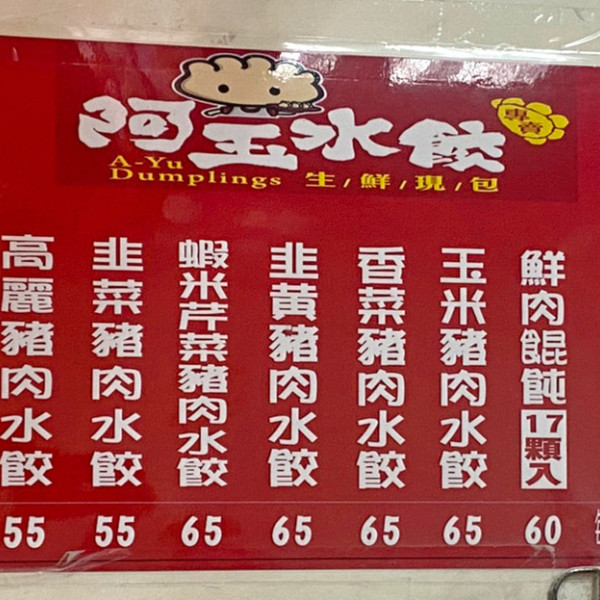 阿玉水餃
專賣
A-Yu
Dumplings 生/鮮/現/包
高麗豬肉水餃
55
韭菜豬肉水餃
55
蝦米芹菜豬肉水餃
65
韭黃豬肉水餃
65
香菜豬肉水餃
65
玉米豬肉水餃
65
鮮肉餛飩17顆入
60